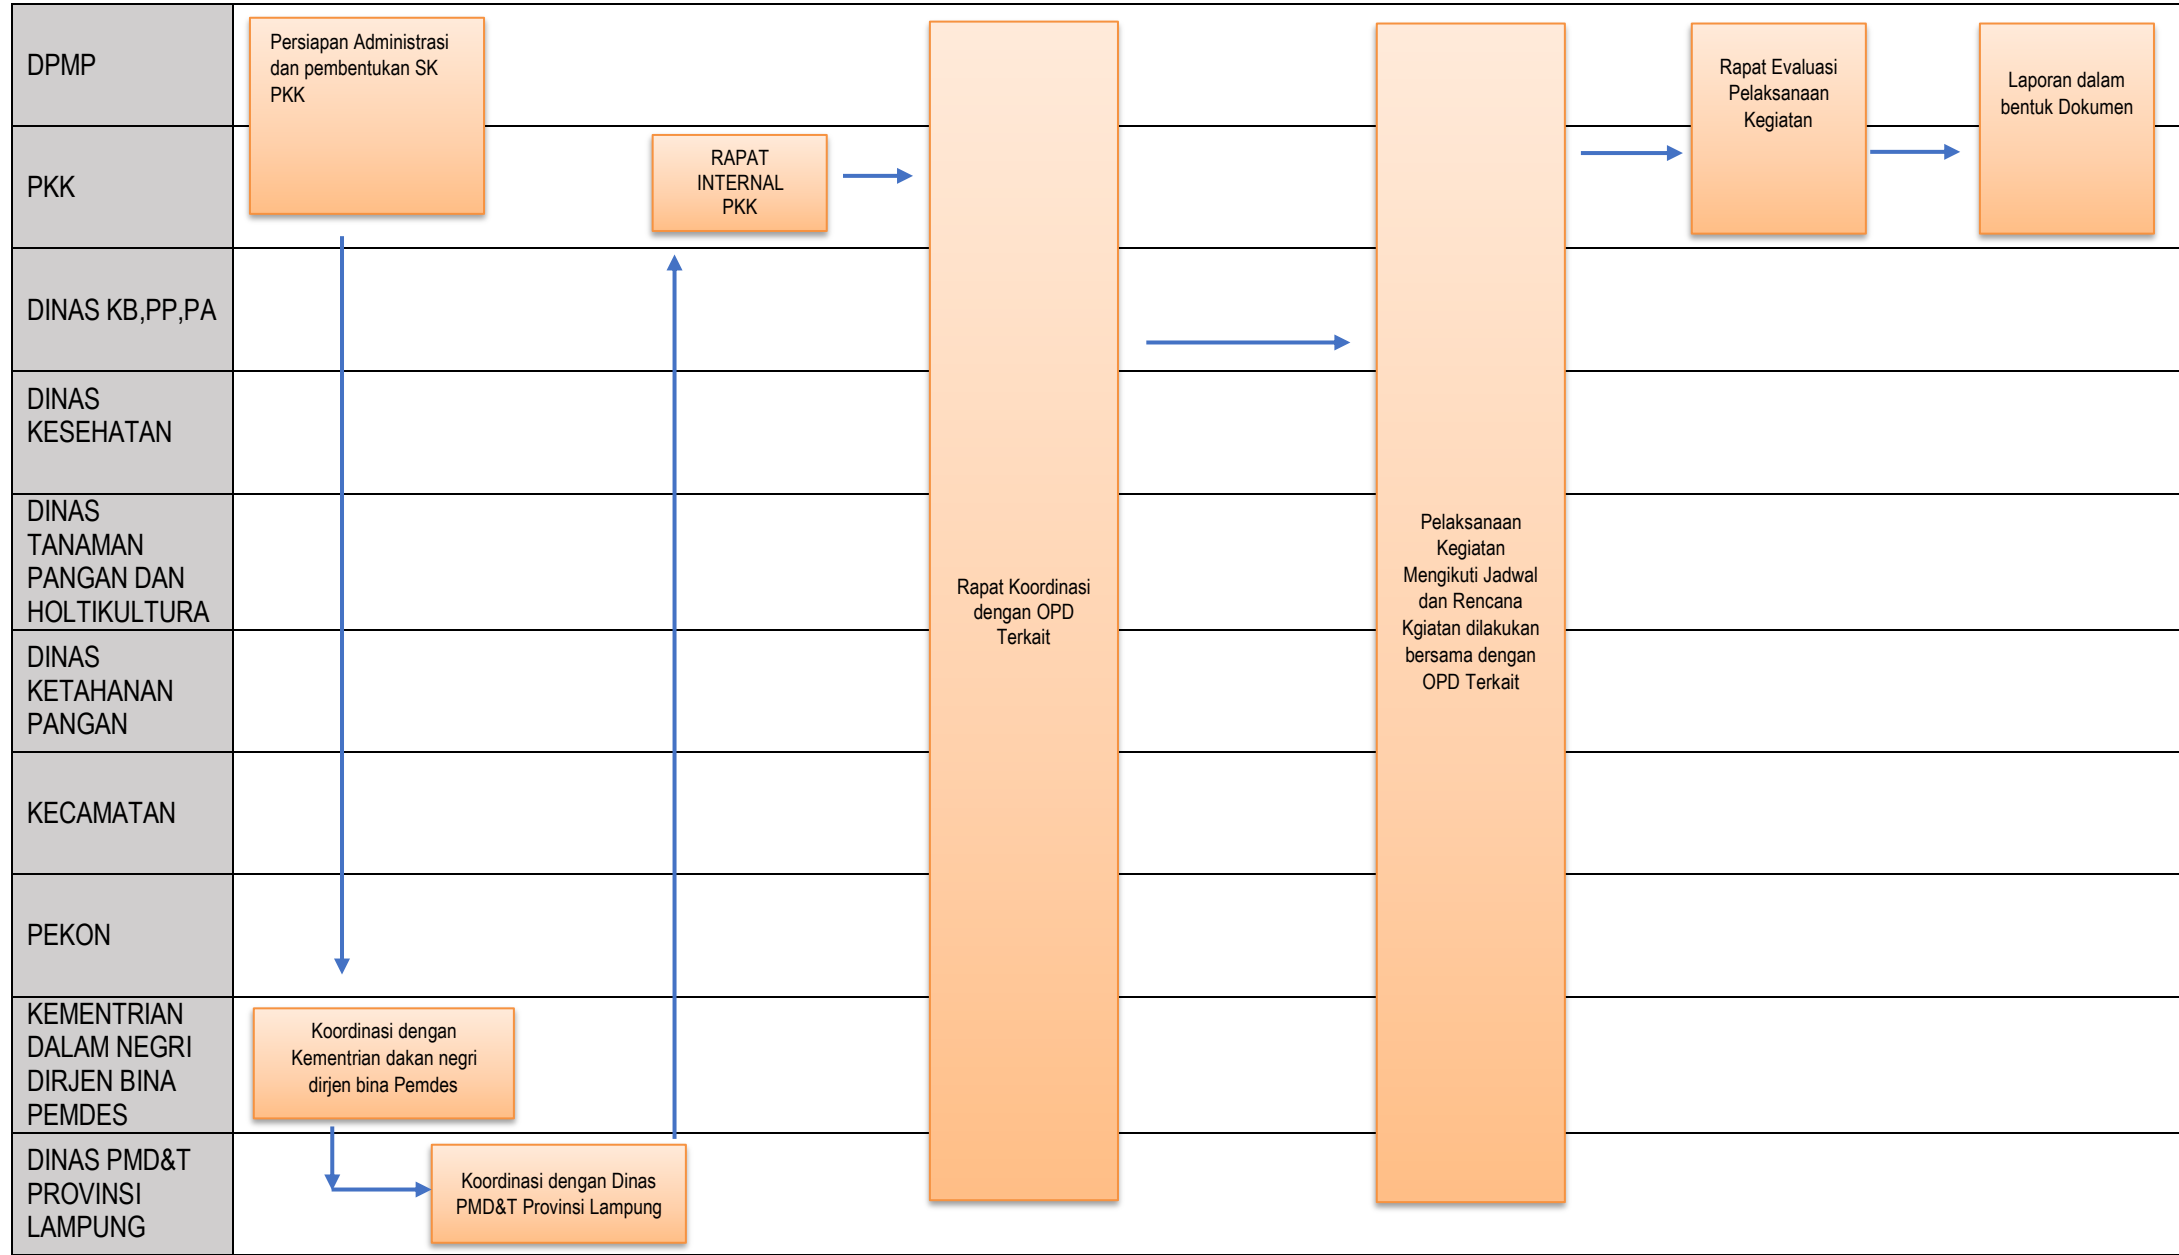 DPMP
Persiapan Administrasi
dan pembentukan SK
PKK
Rapat Evaluasi
Pelaksanaan
Kegiatan
Laporan dalam
bentuk Dokumen
PKK
RAPAT
INTERNAL
PKK
DINAS KB,PP,PA
DINAS
KESEHATAN
DINAS
TANAMAN
PANGAN DAN
HOLTIKULTURA
Rapat Koordinasi
dengan OPD
Terkait
Pelaksanaan
Kegiatan
Mengikuti Jadwal
dan Rencana
Kgiatan dilakukan
bersama dengan
OPD Terkait
DINAS
KETAHANAN
PANGAN
KECAMATAN
PEKON
KEMENTRIAN
DALAM NEGRI
DIRJEN BINA
PEMDES
Koordinasi dengan
Kementrian dakan negri
dirjen bina Pemdes
DINAS PMD&T
PROVINSI
LAMPUNG
Koordinasi dengan Dinas
PMD&T Provinsi Lampung